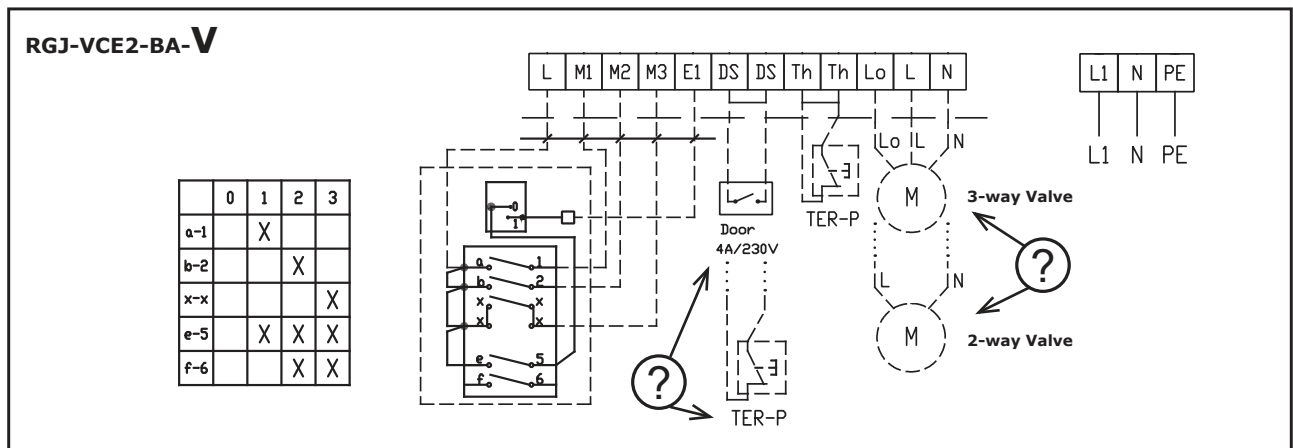 RGJ-VCE2-BA-V
L M1 M2 M3 E1 DS DS Th Th Lo L N
L1 N PE
Lo L N
L1 N PE
0 1 2 3
a-1 X
b-2 X
x-x X
e-5 X X X
f-6 X X
0
1
a 1
b 2
x x
x x
e 5
f 6
Door
4A/230V
TER-P
M
3-way Valve
?
L N
M
2-way Valve
?
TER-P